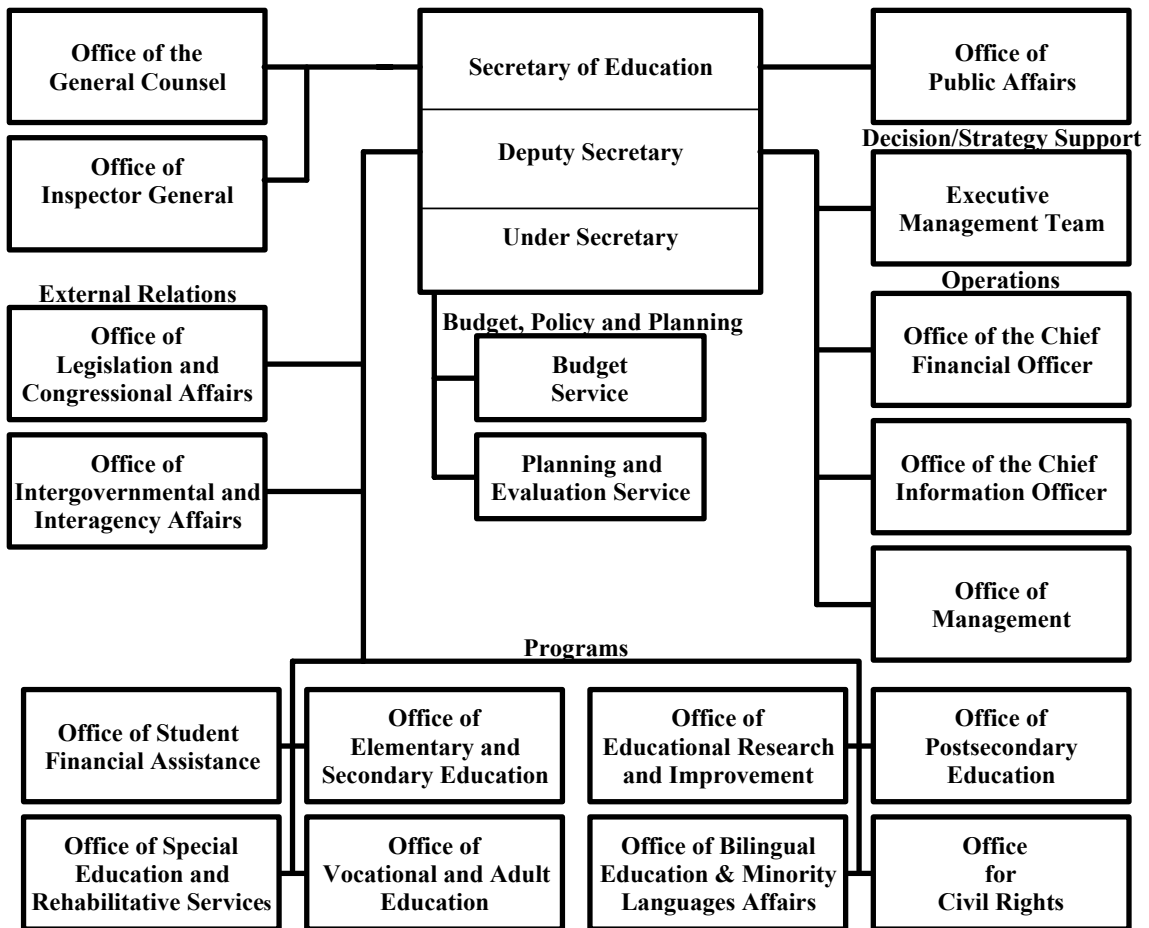 Office of the
General Counsel
Secretary of Education
Office of
Public Affairs
Office of
Inspector General
Deputy Secretary
Decision/Strategy Support
Executive
Management Team
Under Secretary
External Relations
Office of
Legislation and
Congressional Affairs
Office of
Intergovernmental and
Interagency Affairs
Budget, Policy and Planning
Budget
Service
Planning and
Evaluation Service
Operations
Office of the Chief
Financial Officer
Office of the Chief
Information Officer
Office of
Management
Programs
Office of Student
Financial Assistance
Office of
Elementary and
Secondary Education
Office of
Educational Research
and Improvement
Office of
Postsecondary
Education
Office of Special
Education and
Rehabilitative Services
Office of
Vocational and Adult
Education
Office of Bilingual
Education & Minority
Languages Affairs
Office
for
Civil Rights